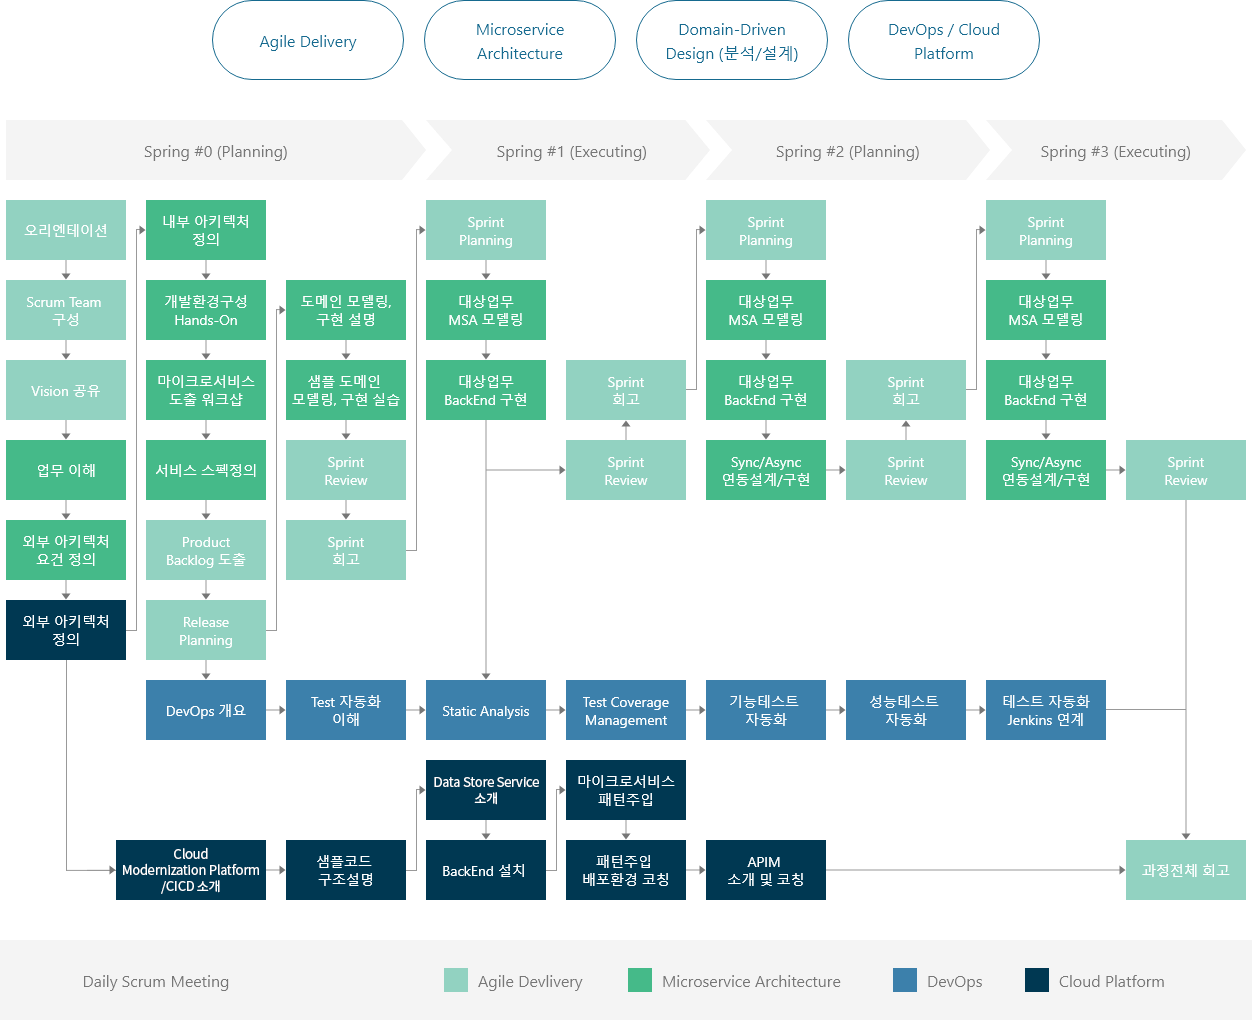 Agile Delivery
Microservice
Architecture
Domain-Driven
Design (분석/설계)
DevOps / Cloud
Platform
Spring #0 (Planning)
Spring #1 (Executing)
Spring #2 (Planning)
Spring #3 (Executing)
오리엔테이션
Scrum Team
구성
Vision 공유
업무 이해
외부 아키텍처
요건 정의
외부 아키텍처
정의
내부 아키텍처
정의
개발환경구성
Hands-On
마이크로서비스
도출 워크샵
서비스 스펙정의
Product
Backlog 도출
Release
Planning
도메인 모델링,
구현 설명
샘플 도메인
모델링, 구현 실습
Sprint
Review
Sprint
회고
Sprint
Planning
대상업무
MSA 모델링
대상업무
BackEnd 구현
Sprint
회고
Sprint
Review
Sprint
Planning
대상업무
MSA 모델링
대상업무
BackEnd 구현
Sync/Async
연동설계/구현
Sprint
회고
Sprint
Review
Sprint
Planning
대상업무
MSA 모델링
대상업무
BackEnd 구현
Sync/Async
연동설계/구현
Sprint
Review
DevOps 개요
Test 자동화
이해
Static Analysis
Test Coverage
Management
기능테스트
자동화
성능테스트
자동화
테스트 자동화
Jenkins 연계
Cloud
Modernization Platform
/CICD 소개
샘플코드
구조설명
Data Store Service
소개
BackEnd 설치
마이크로서비스
패턴주입
패턴주입
배포환경 코칭
APIM
소개 및 코칭
과정전체 회고
Daily Scrum Meeting
Agile Devlivery
Microservice Architecture
DevOps
Cloud Platform